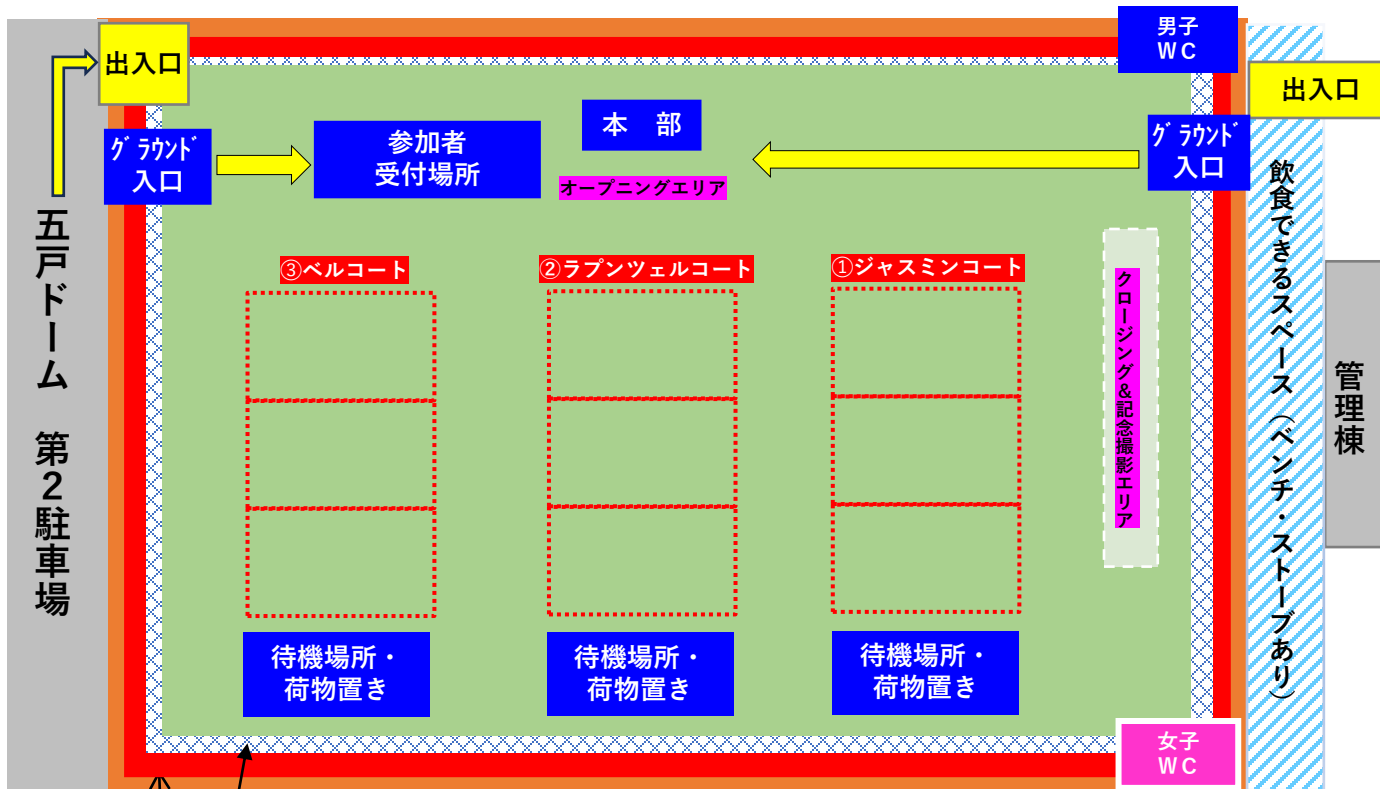 男子
WC
出入口
出入口
本　部
グラウンド
入口
参加者
受付場所
グラウンド
入口
オープニングエリア
飲食できるスペース（ベンチ・ストーブあり）
五戸ドーム　第２駐車場
③ベルコート
②ラプンツェルコート
①ジャスミンコート
クロージング&記念撮影エリア
管理棟
待機場所・
荷物置き
待機場所・
荷物置き
待機場所・
荷物置き
女子
WC